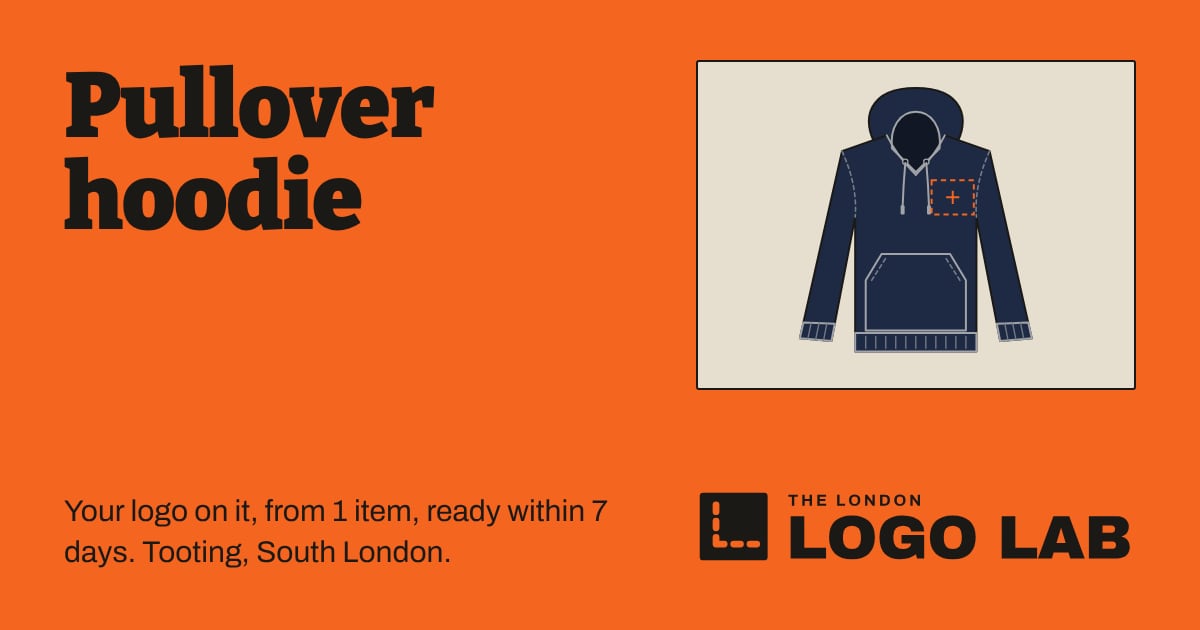 Pullover
hoodie
Your logo on it, from 1 item, ready within 7
days. Tooting, South London.
THE LONDON
LOGO LAB